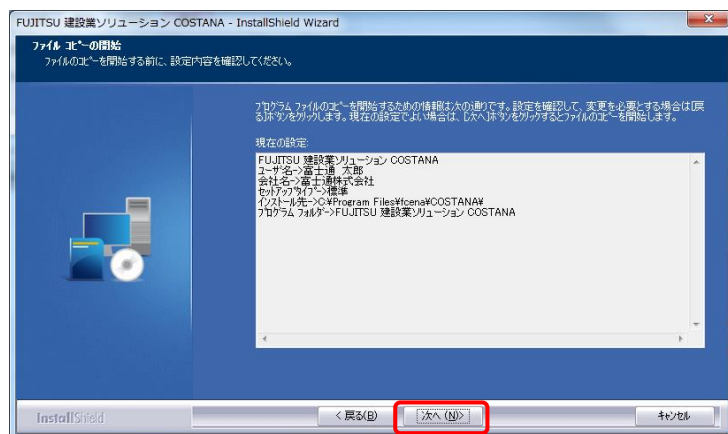 FUJITSU 建設業ソリューション COSTANA - InstallShield Wizard
ファイル コピーの開始
ファイルのコピーを開始する前に、設定内容を確認してください。
プログラム ファイルのコピーを開始するための情報は次の通りです。設定を確認して、変更を必要とする場合は[戻
る]ボタンをクリックします。現在の設定でよい場合は、[次へ]ボタンをクリックするとファイルのコピーを開始します。
現在の設定:
FUJITSU 建設業ソリューション COSTANA
ユーザ名->富士通 太郎
会社名->富士通株式会社
セットアップタイプ->標準
インストール先->C:¥Program Files¥fcena¥COSTANA¥
プログラム フォルダ->FUJITSU 建設業ソリューション COSTANA
InstallShield
< 戻る(B)
次へ (N)>
キャンセル